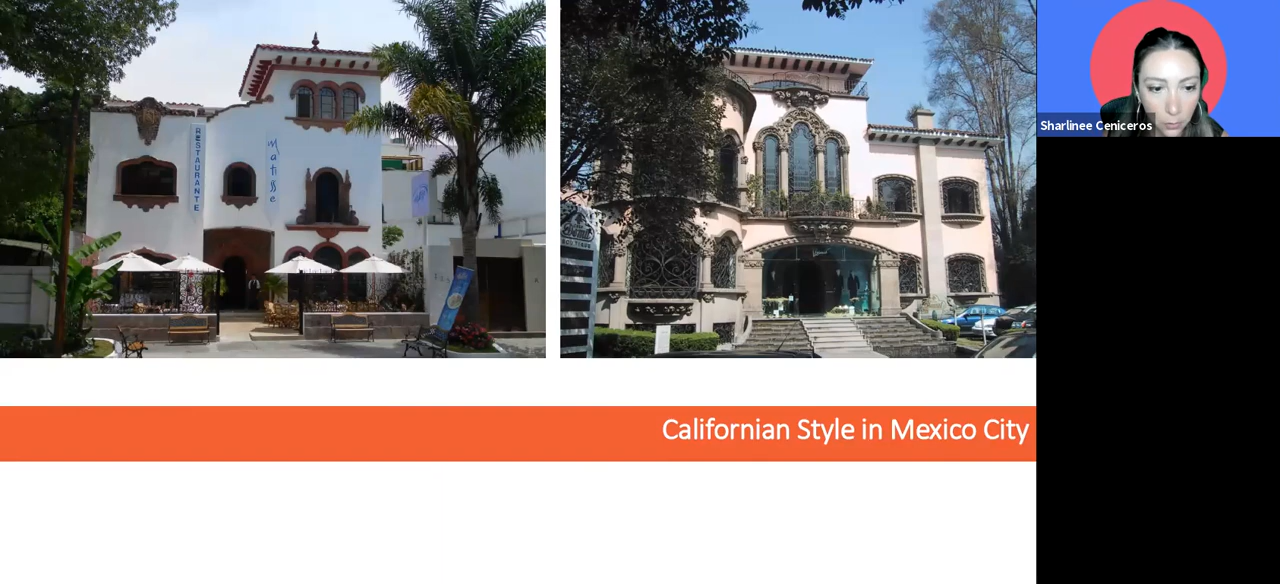 RESTAURANTE
Matisse
Sharlinee Ceniceros
Californian Style in Mexico City